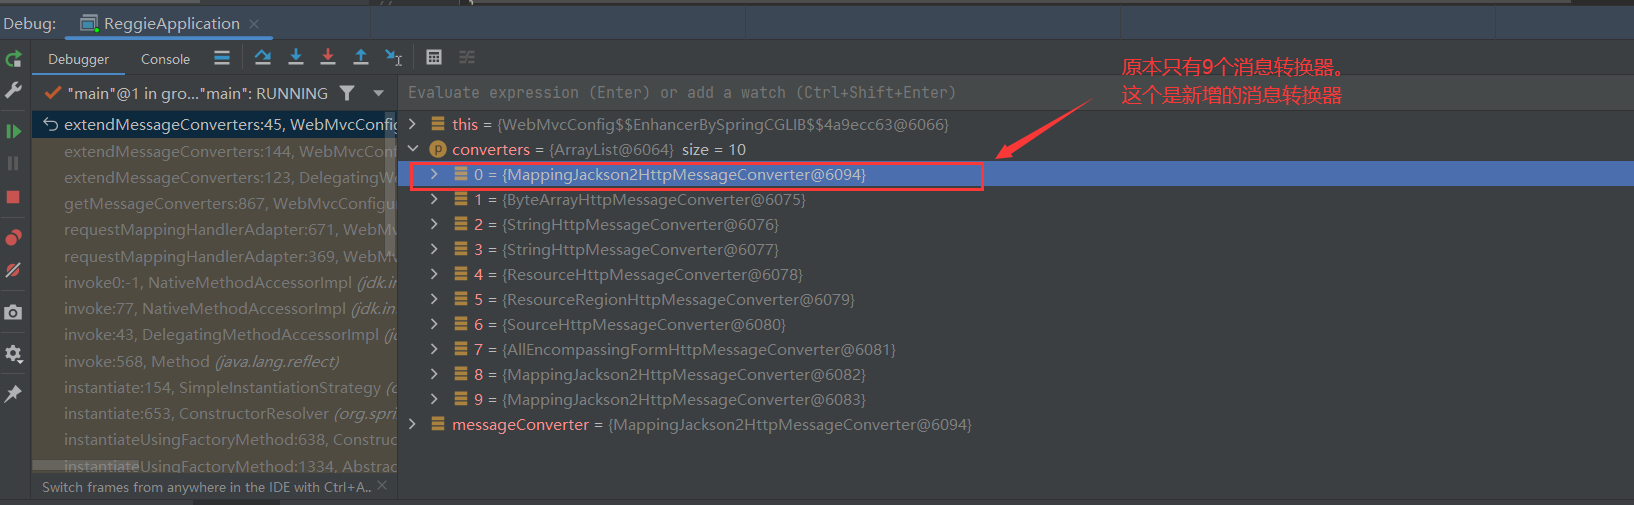 Debug: ReggieApplication
Debugger Console
原本只有9个消息转换器。
这个是新增的消息转换器
"main"@1 in gro..."main": RUNNING
Evaluate expression (Enter) or add a watch (Ctrl+Shift+Enter)
extendMessageConverters:45, WebMvcConfig
extendMessageConverters:144, WebMvcConf
extendMessageConverters:123, DelegatingWe
getMessageConverters:867, WebMvcConfigur
requestMappingHandlerAdapter:671, WebMv
requestMappingHandlerAdapter:369, WebMv
invoke0:-1, NativeMethodAccessorImpl (jdk.in
invoke:77, NativeMethodAccessorImpl (jdk.int
invoke:43, DelegatingMethodAccessorImpl (jc
invoke:568, Method (java.lang.reflect)
instantiate:154, SimpleInstantiationStrategy (o
instantiate:653, ConstructorResolver (org.spri
instantiateUsingFactoryMethod:638, Construc
instantiateUsingFactoryMethod:1334, Abstrac
Switch frames from anywhere in the IDE with Ctrl+A..
this = {WebMvcConfig$$EnhancerBySpringCGLIB$$4a9ecc63@6066}
converters = {ArrayList@6064} size = 10
0 = {MappingJackson2HttpMessageConverter@6094}
1 = {ByteArrayHttpMessageConverter@6075}
2 = {StringHttpMessageConverter@6076}
3 = {StringHttpMessageConverter@6077}
4 = {ResourceHttpMessageConverter@6078}
5 = {ResourceRegionHttpMessageConverter@6079}
6 = {SourceHttpMessageConverter@6080}
7 = {AllEncompassingFormHttpMessageConverter@6081}
8 = {MappingJackson2HttpMessageConverter@6082}
9 = {MappingJackson2HttpMessageConverter@6083}
messageConverter = {MappingJackson2HttpMessageConverter@6094}